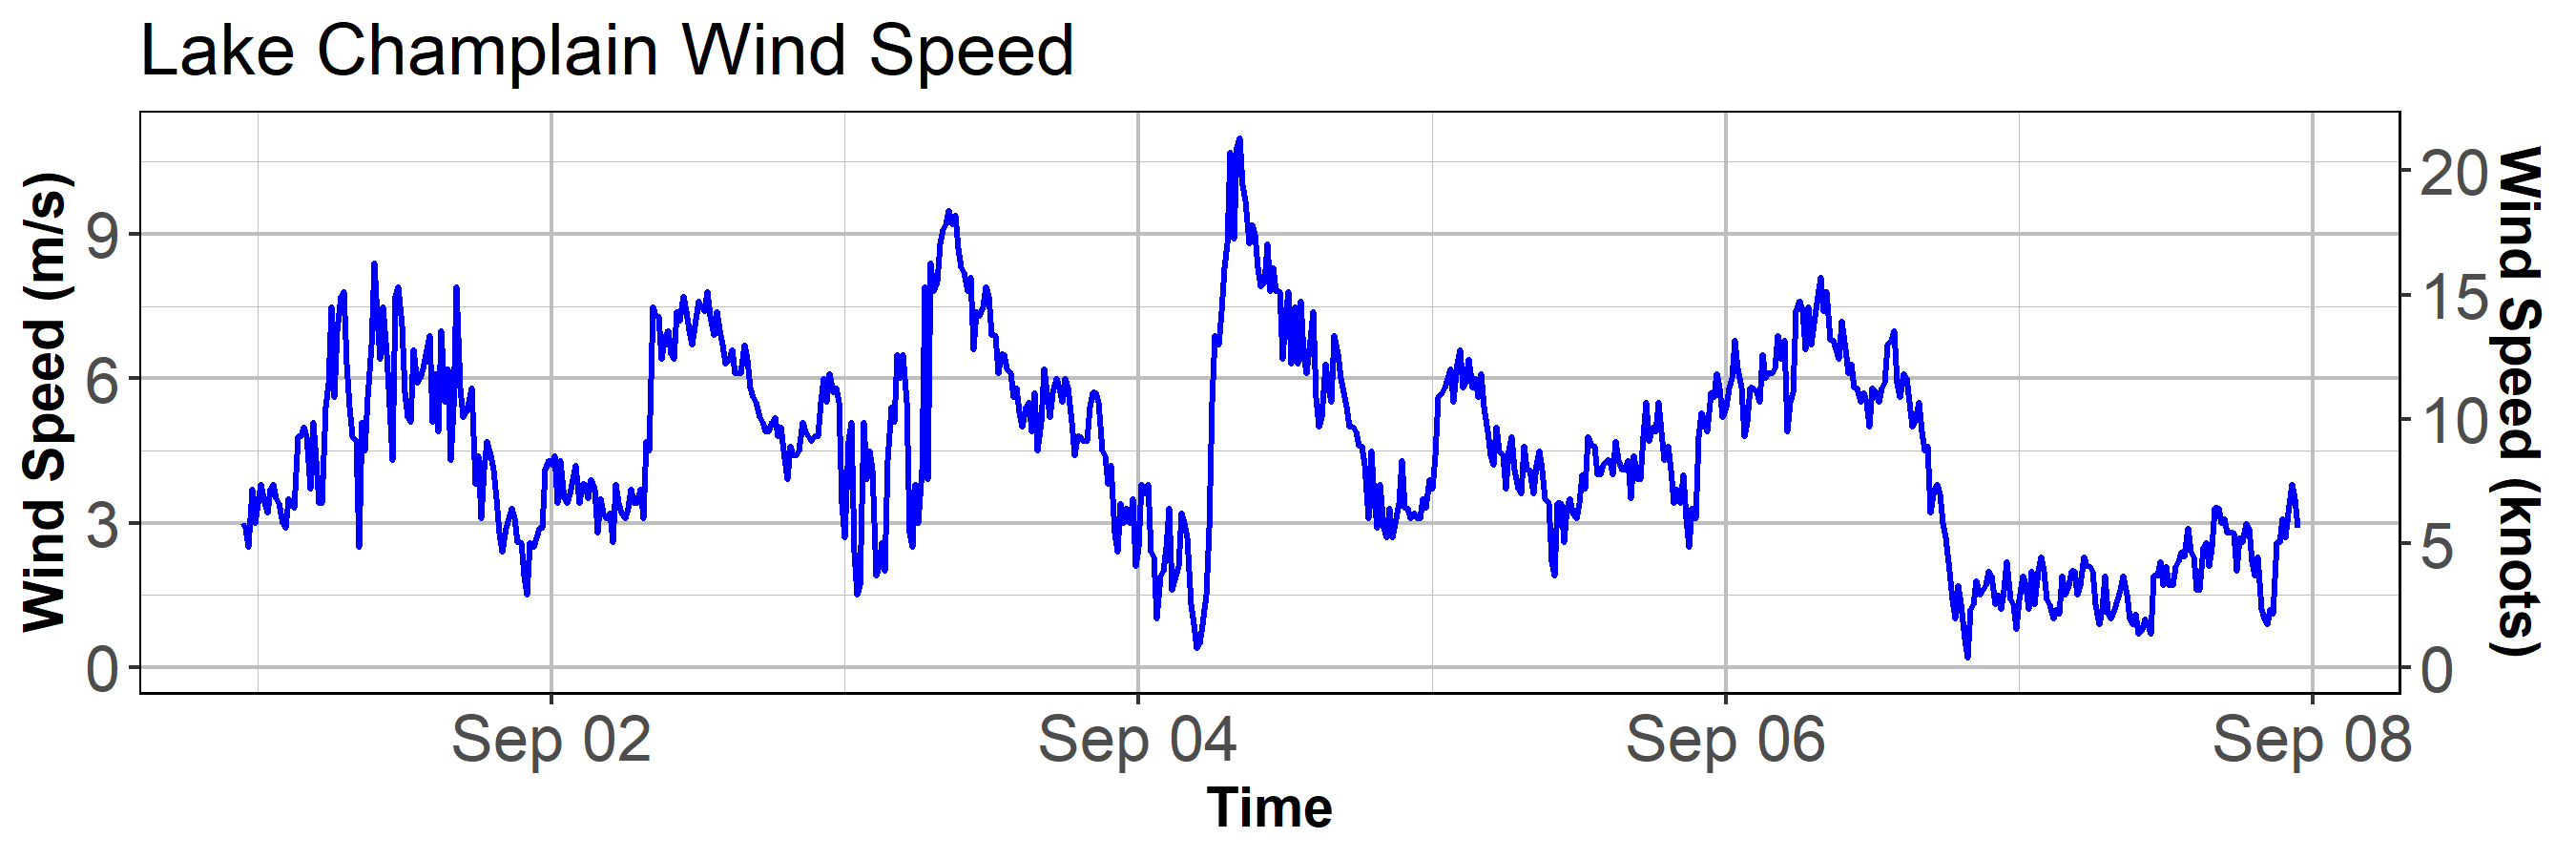 Lake Champlain Wind Speed
Wind Speed (m/s)
9
6
3
0
20
15
10
5
0
Wind Speed (knots)
Sep 02
Sep 04
Sep 06
Sep 08
Time